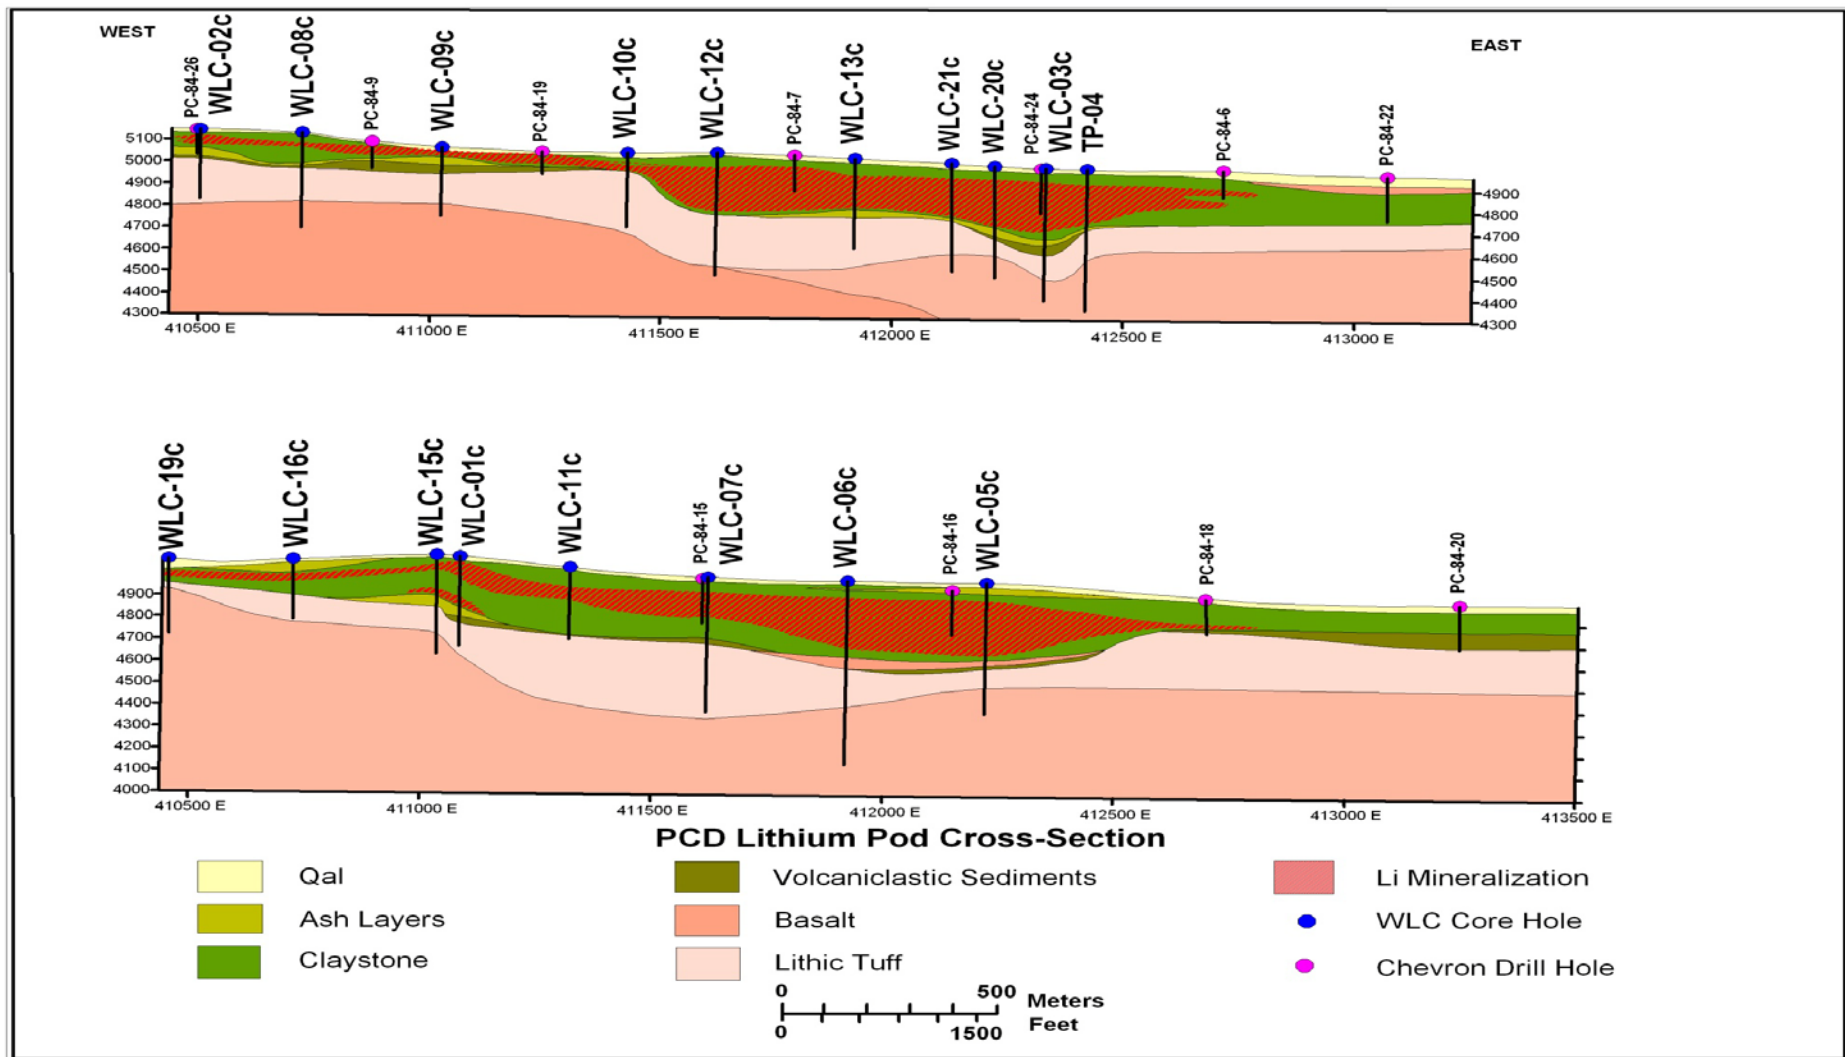 WEST
EAST
PC-84-26
WLC-02c
WLC-08c
PC-84-9
WLC-09c
PC-84-19
WLC-10c
WLC-12c
PC-84-7
WLC-13c
WLC-21c
WLC-20c
PC-84-24
WLC-03c
TP-04
PC-84-6
PC-84-22
5100
5000
4900
4800
4700
4600
4500
4400
4300
4900
4800
4700
4600
4500
4400
4300
410500 E
411000 E
411500 E
412000 E
412500 E
413000 E
WLC-19c
WLC-16c
WLC-15c
WLC-01c
WLC-11c
PC-84-15
WLC-07c
WLC-06c
PC-84-16
WLC-05c
PC-84-18
PC-84-20
4900
4800
4700
4600
4500
4400
4300
4200
4100
4000
410500 E
411000 E
411500 E
412000 E
412500 E
413000 E
413500 E
PCD Lithium Pod Cross-Section
Qal
Ash Layers
Claystone
Volcaniclastic Sediments
Basalt
Lithic Tuff
Li Mineralization
WLC Core Hole
Chevron Drill Hole
0 500 Meters
0 1500 Feet